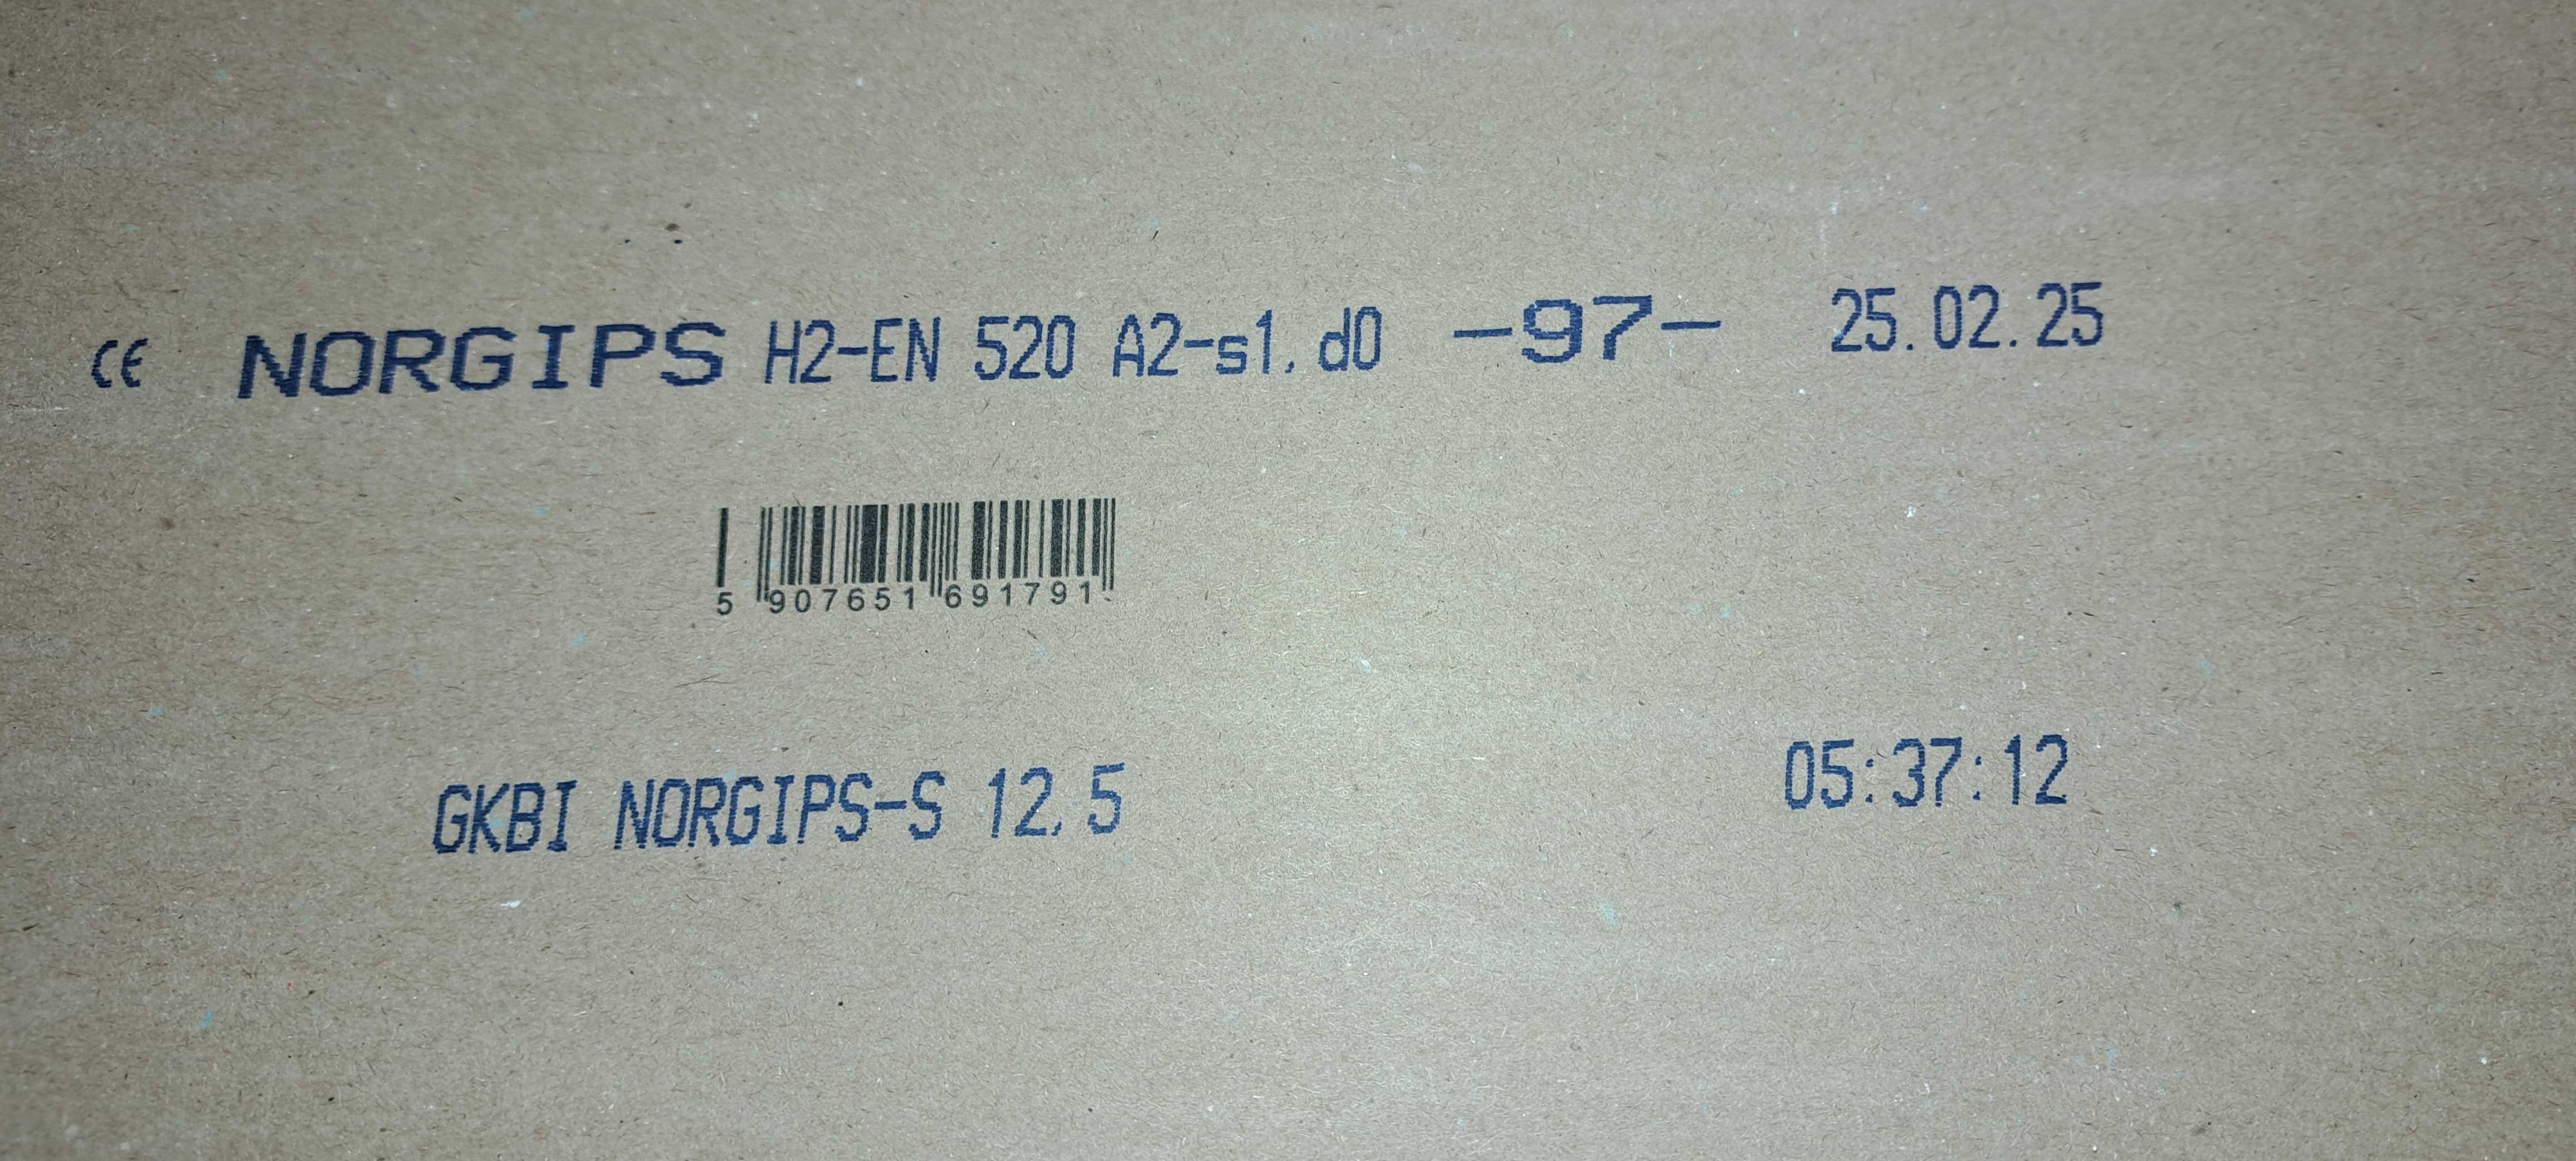 CE NORGIPS H2-EN 520 A2-s1,d0 -97- 25.02.25
5 907651 691791
GKBI NORGIPS-S 12,5 05:37:12